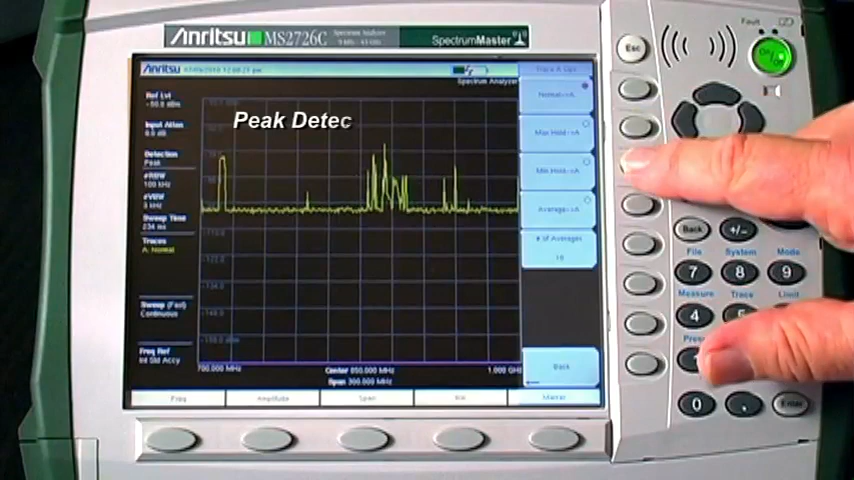 Anritsu MS2726C Spectrum Analyzer
SpectrumMaster
Fault
Esc
On/Off
Anritsu
Spectrum Analyzer
Trace A Ops
Ref Lvl
Peak Detec
Normal->A
Input Atten
0.0 dB
Max Hold->A
Detection
Peak
#RBW
100 kHz
Min Hold->A
#VBW
3 kHz
Sweep Time
234 ms
Average->A
Traces
A: Normal
# of Averages
10
Back
+/-
File
System
Mode
7
8
9
Measure
Trace
Limit
4
Sweep (Fast)
Continuous
Freq Ref
Int Std Accy
Back
700.000 MHz
Center 850.000 MHz
1.000 GHz
Span 300.000 MHz
Freq
Amplitude
Span
BW
Marker
0
.
Enter